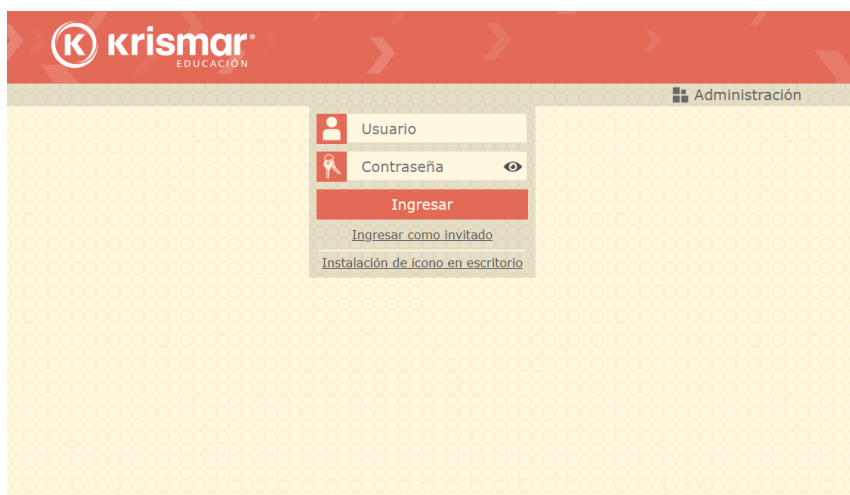 K krismar
EDUCACIÓN
Administración
Usuario
Contraseña
Ingresar
Ingresar como invitado
Instalación de ícono en escritorio